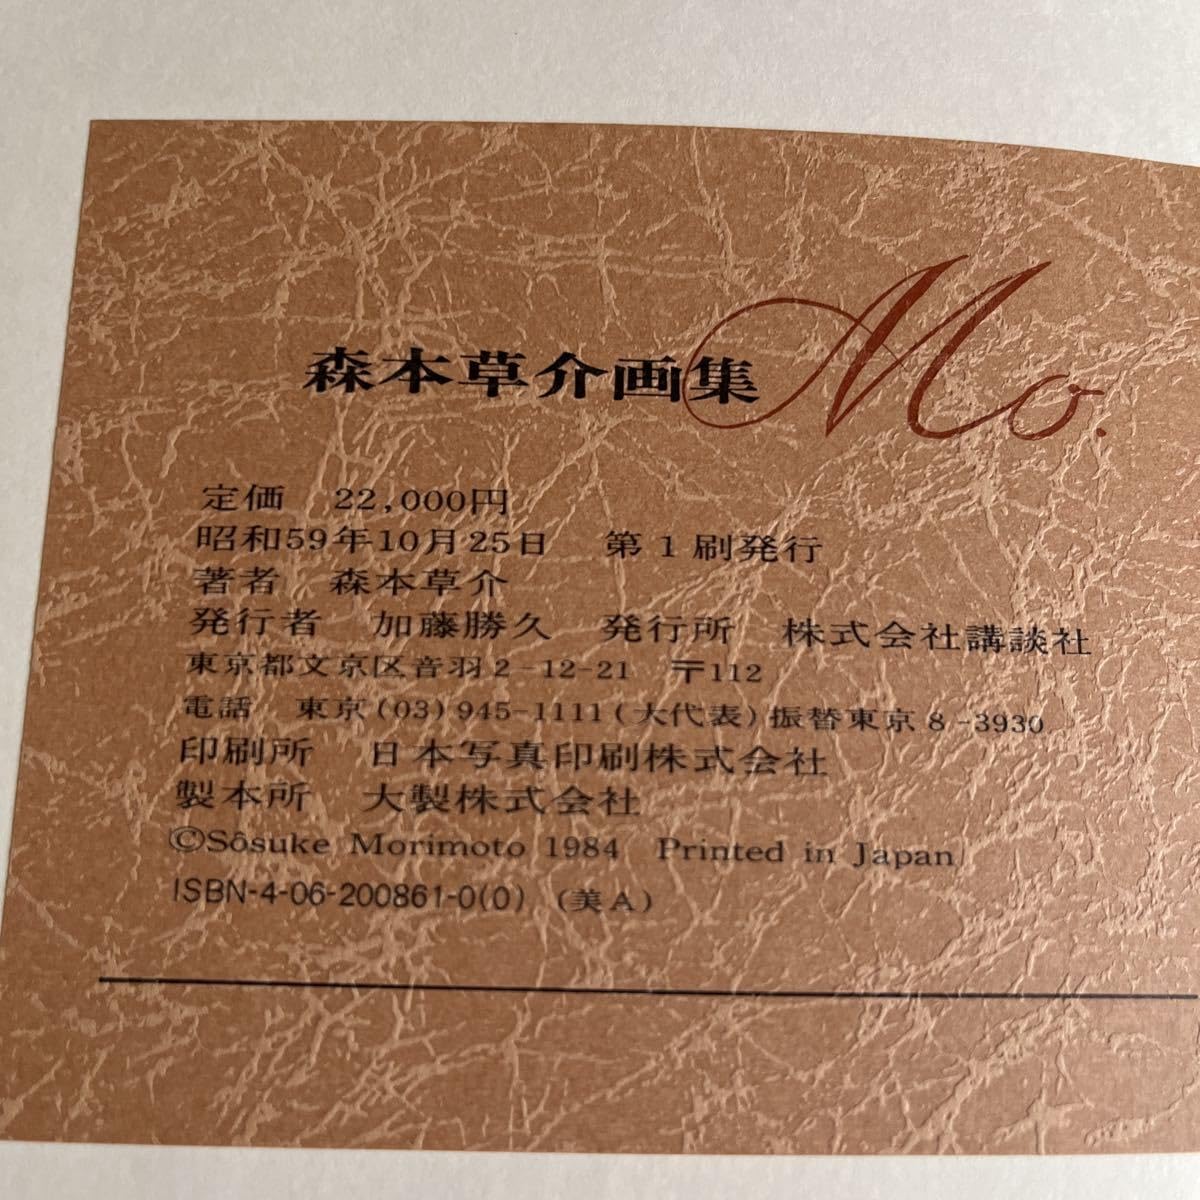 森本草介画集 Mo.
定価　22,000円
昭和59年10月25日　第1刷発行
著者　森本草介
発行者　加藤勝久　発行所　株式会社講談社
東京都文京区音羽2-12-21　〒112
電話　東京(03)945-1111(大代表)振替東京8-3930
印刷所　日本写真印刷株式会社
製本所　大製株式会社
©Sôsuke Morimoto 1984　Printed in Japan
ISBN-4-06-200861-0(0)　(美A)